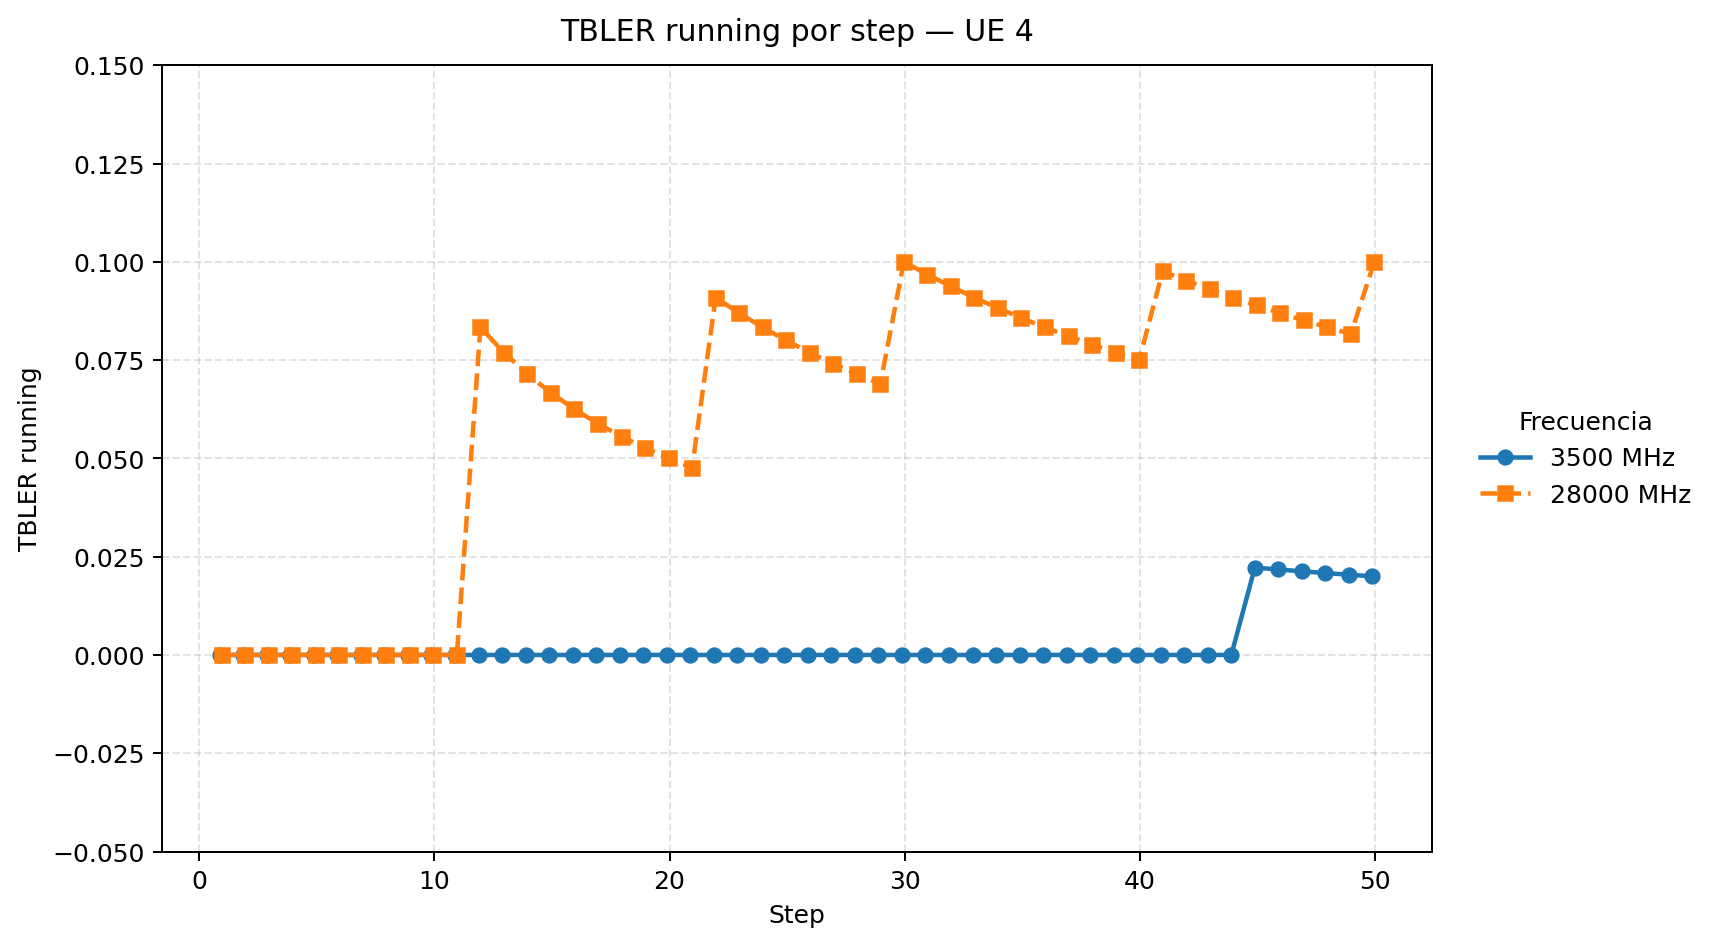 TBLER running por step — UE 4
0.150
0.125
0.100
0.075
0.050
0.025
0.000
−0.025
−0.050
TBLER running
0 10 20 30 40 50
Step
Frecuencia
3500 MHz
28000 MHz